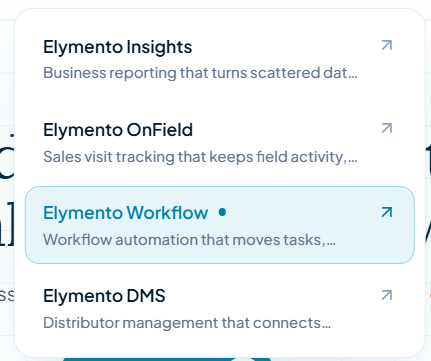 Elymento Insights
Business reporting that turns scattered dat…
Elymento OnField
Sales visit tracking that keeps field activity,…
Elymento Workflow
Workflow automation that moves tasks,…
Elymento DMS
Distributor management that connects…